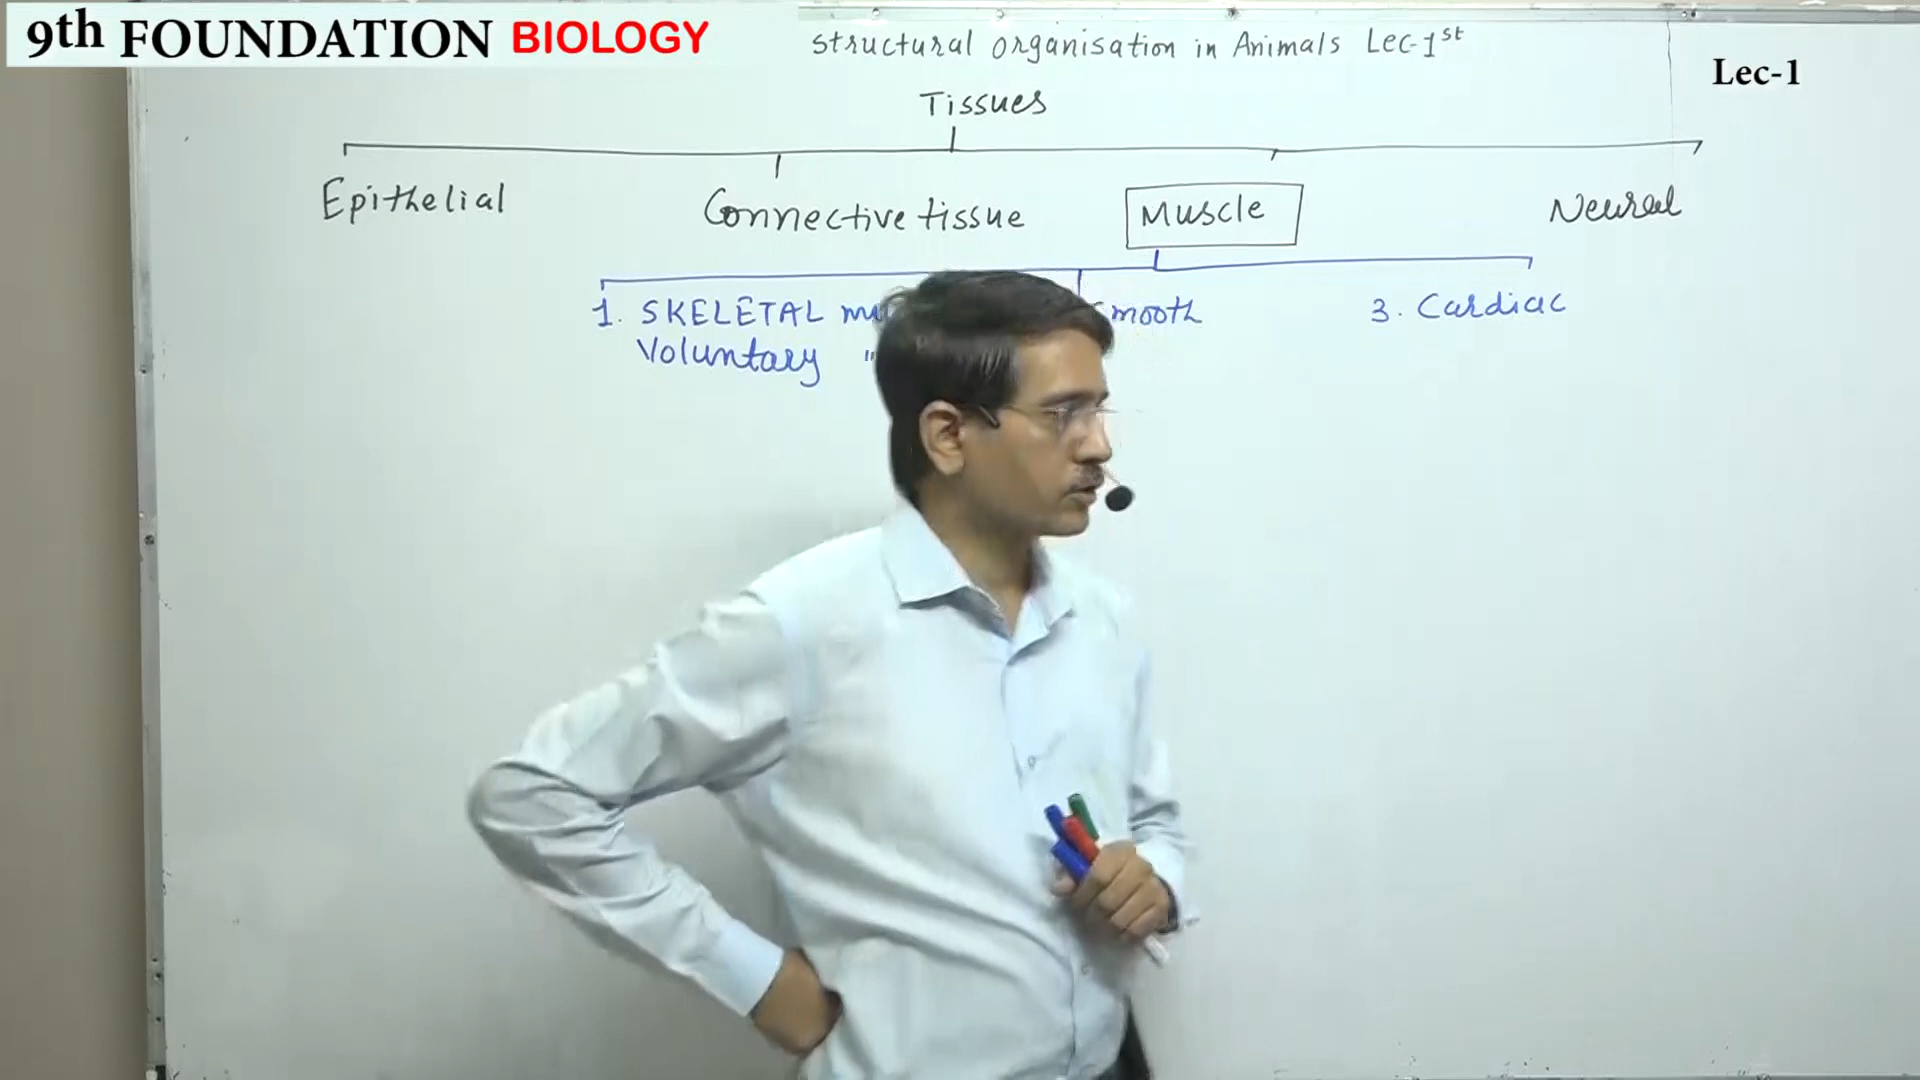 9th FOUNDATION BIOLOGY
structural organisation in Animals Lec-1st
Lec-1
Tissues
Epithelial Connective tissue Muscle Neural
1. SKELETAL 3. Cardiac
Voluntary "